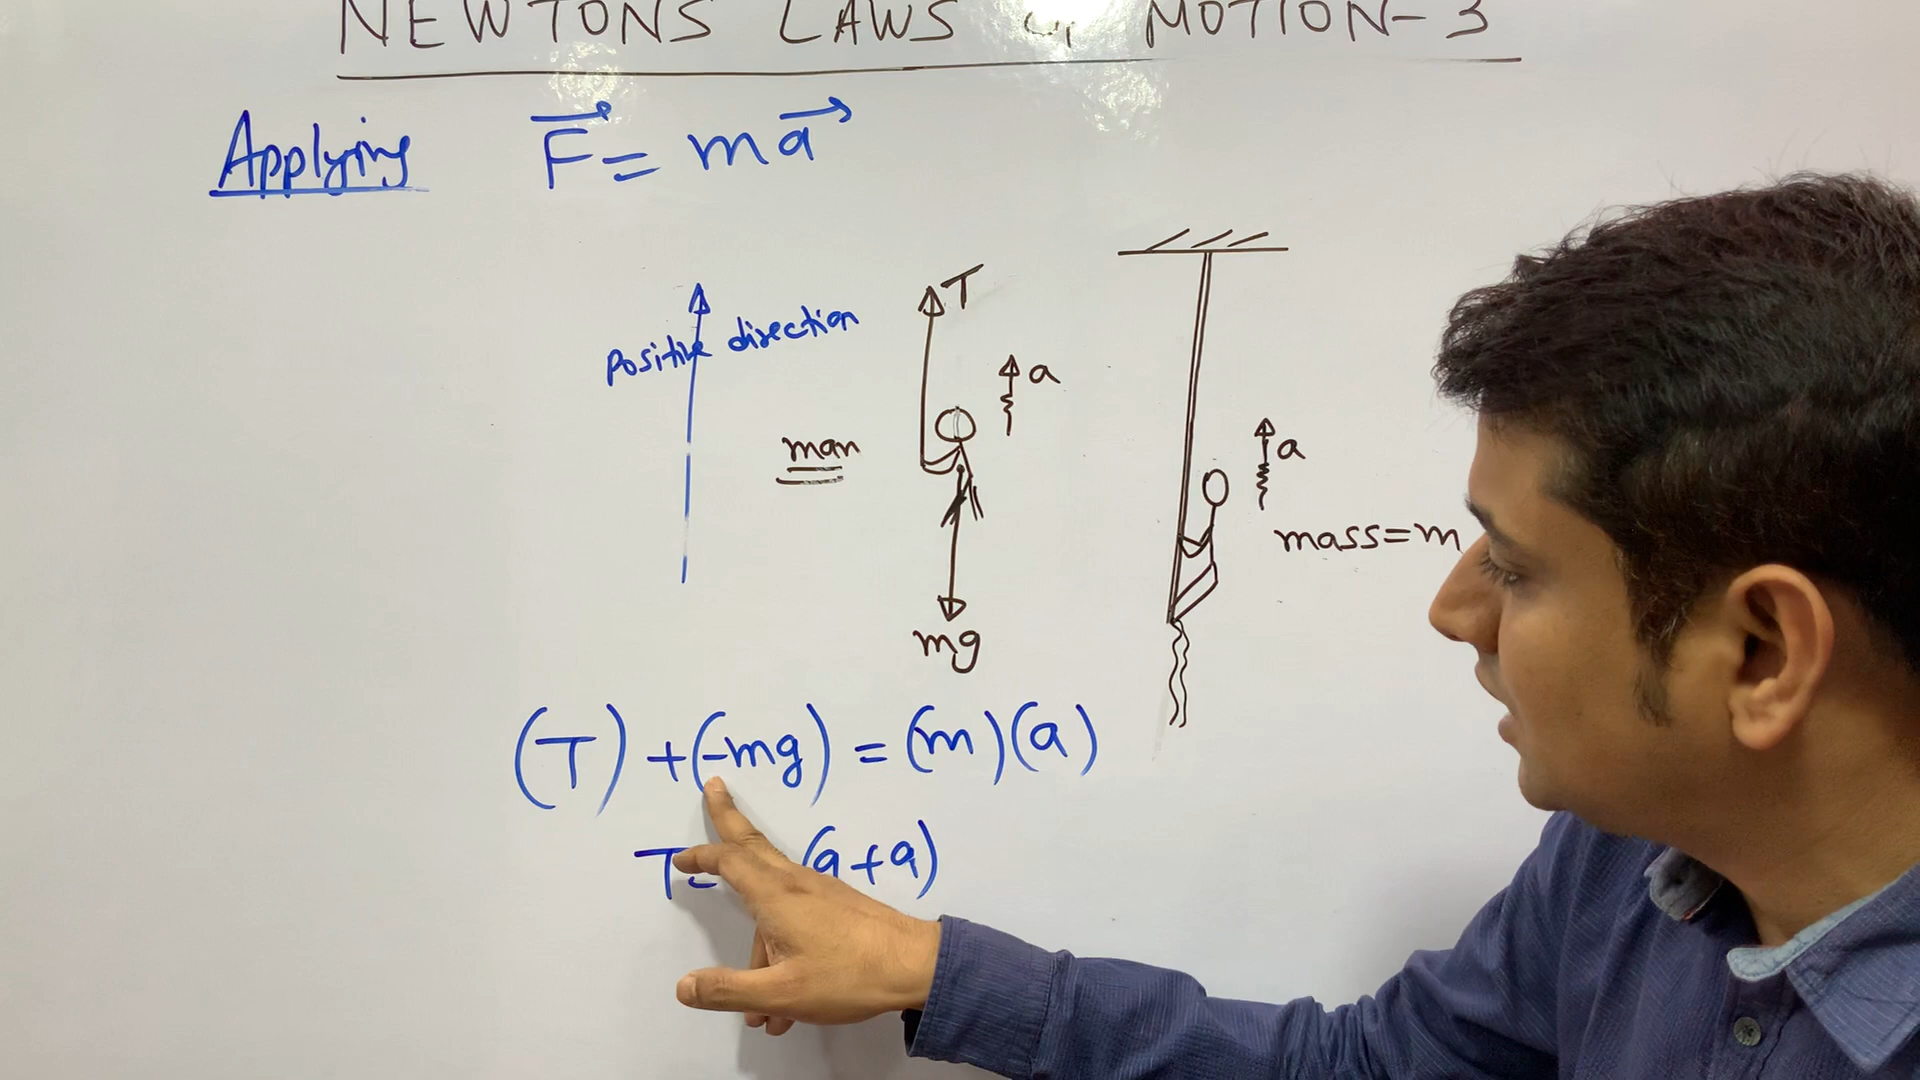 NEWTONS LAWS MOTION-3
Applying F = ma
T
positive direction
a
man
a
mass=m
mg
(T) + (-mg) = (m)(a)
T= (g+a)